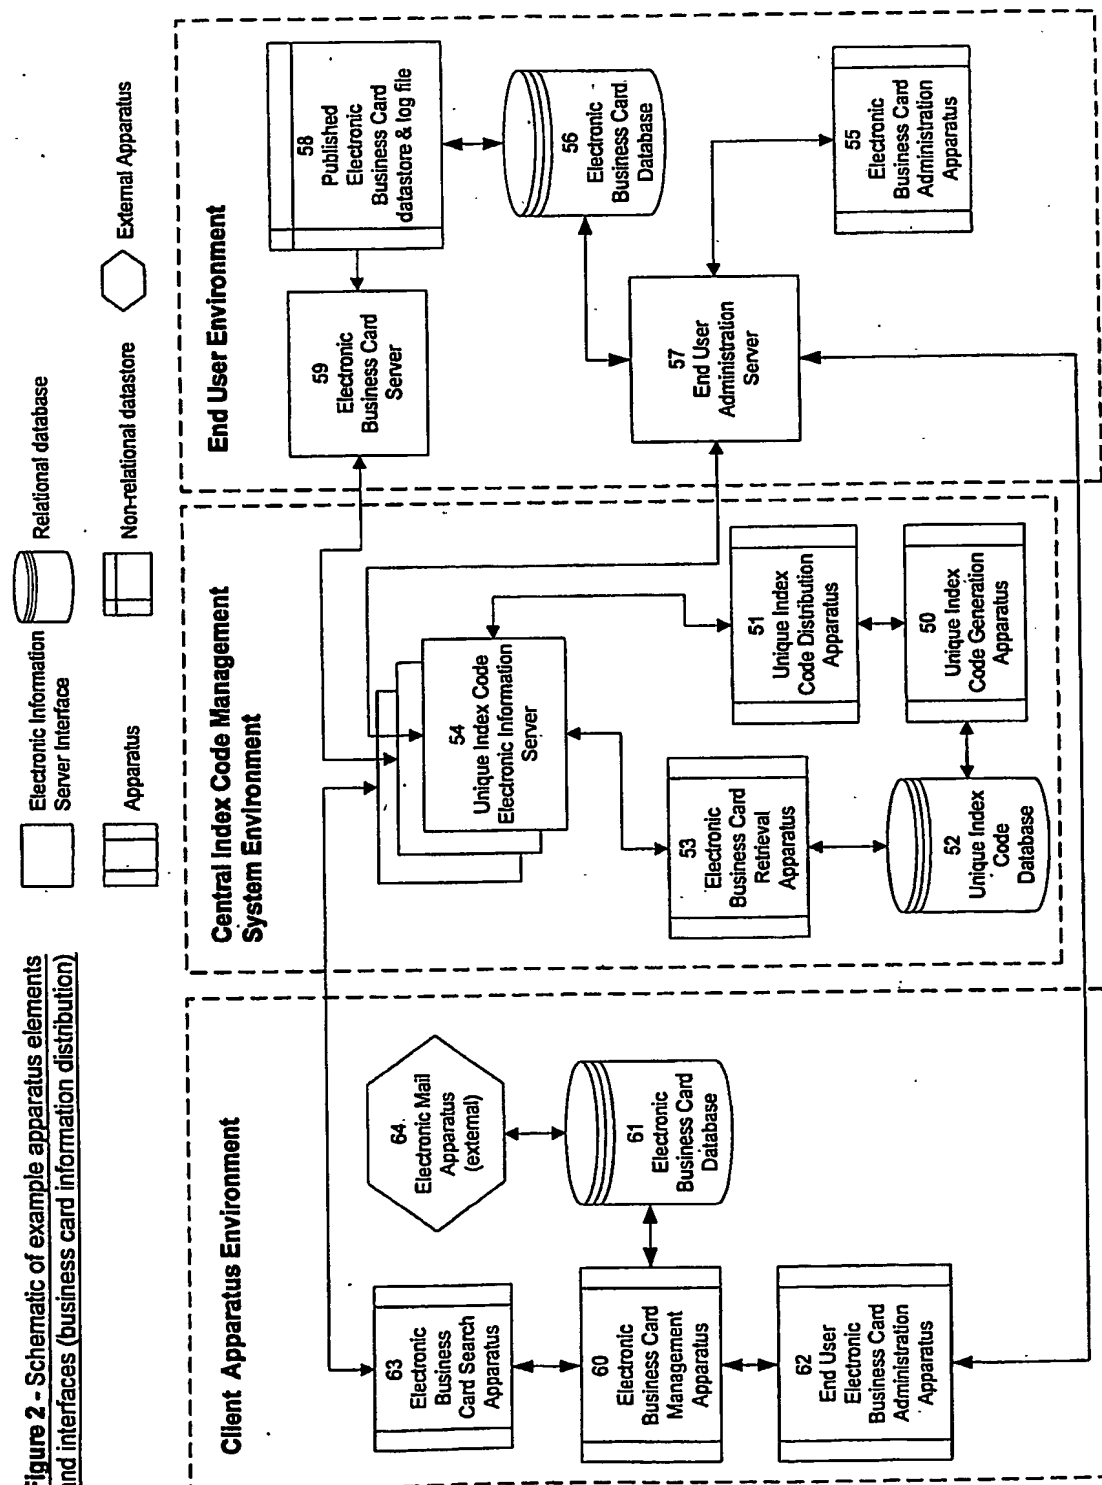 Figure 2 - Schematic of example apparatus elements
and interfaces (business card information distribution)
Electronic Information
Server Interface
Relational database
Apparatus
Non-relational datastore
External Apparatus
Client Apparatus Environment
63
Electronic
Business
Card Search
Apparatus
64.
Electronic Mail
Apparatus
(external)
60
Electronic
Business Card
Management
Apparatus
61
Electronic
Business Card
Database
62
End User
Electronic
Business Card
Administration
Apparatus
Central Index Code Management
System Environment
54
Unique Index Code
Electronic Information
Server
53
Electronic
Business Card
Retrieval
Apparatus
51
Unique Index
Code Distribution
Apparatus
52
Unique Index
Code
Database
50
Unique Index
Code Generation
Apparatus
End User Environment
59
Electronic
Business Card
Server
58
Published
Electronic
Business Card
datastore & log file
56
Electronic
Business Card
Database
57
End User
Administration
Server
55
Electronic
Business Card
Administration
Apparatus